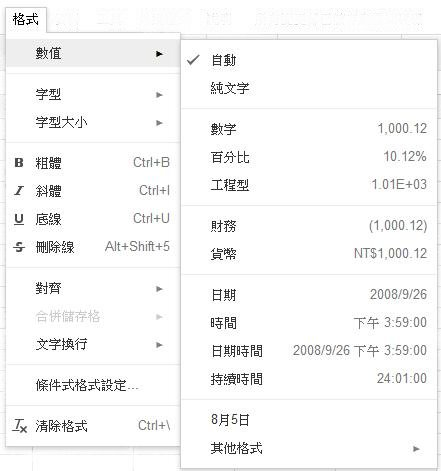 格式
數值
字型
字型大小
B 粗體 Ctrl+B
I 斜體 Ctrl+I
U 底線 Ctrl+U
S 刪除線 Alt+Shift+5
對齊
合併儲存格
文字換行
條件式格式設定...
清除格式 Ctrl+\
自動
純文字
數字 1,000.12
百分比 10.12%
工程型 1.01E+03
財務 (1,000.12)
貨幣 NT$1,000.12
日期 2008/9/26
時間 下午 3:59:00
日期時間 2008/9/26 下午 3:59:00
持續時間 24:01:00
8月5日
其他格式